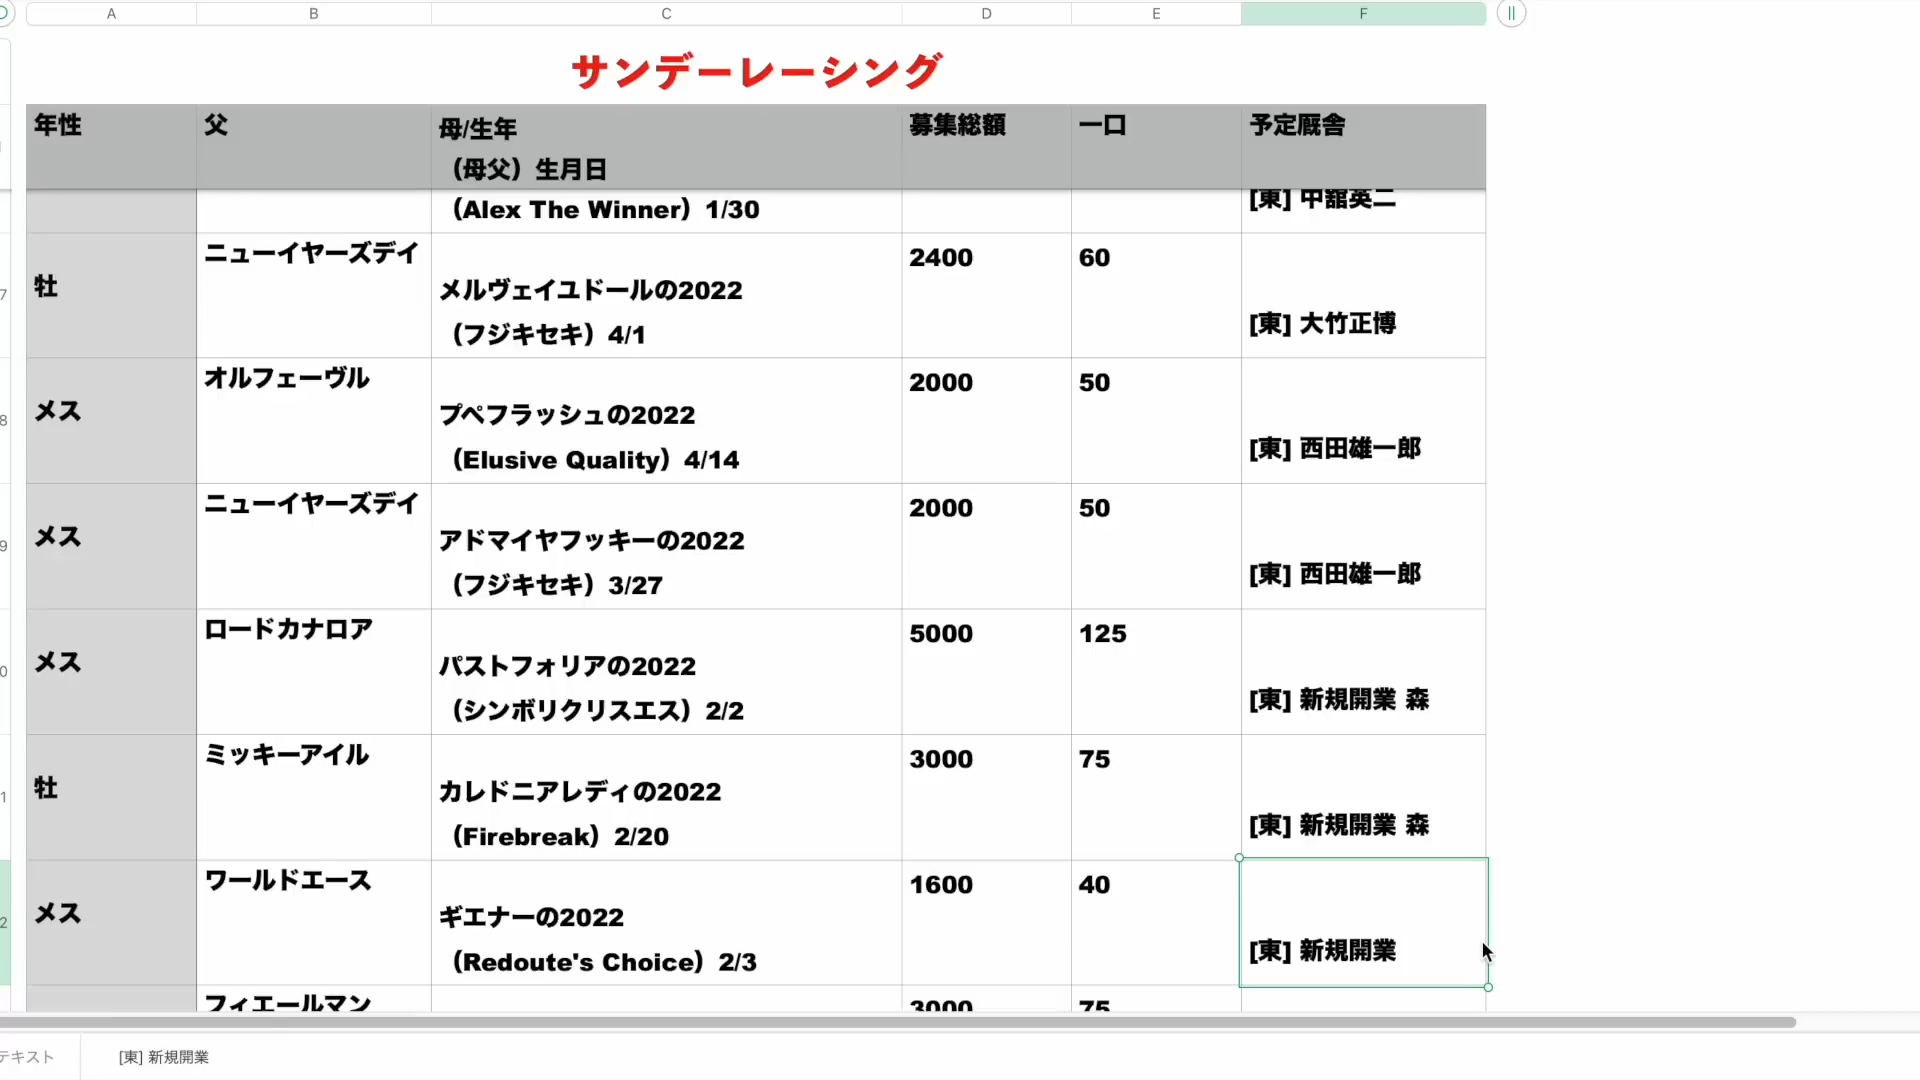 A B C D E F
サンデーレーシング
年性 父 母/生年 募集総額 一口 予定厩舎
（母父）生月日
（Alex The Winner）1/30 [東] 中舘英二
牡 ニューイヤーズデイ メルヴェイユドールの2022 2400 60
（フジキセキ）4/1 [東] 大竹正博
メス オルフェーヴル プペフラッシュの2022 2000 50
（Elusive Quality）4/14 [東] 西田雄一郎
メス ニューイヤーズデイ アドマイヤフッキーの2022 2000 50
（フジキセキ）3/27 [東] 西田雄一郎
メス ロードカナロア パストフォリアの2022 5000 125
（シンボリクリスエス）2/2 [東] 新規開業 森
牡 ミッキーアイル カレドニアレディの2022 3000 75
（Firebreak）2/20 [東] 新規開業 森
メス ワールドエース ギエナーの2022 1600 40
（Redoute's Choice）2/3 [東] 新規開業
フィエールマン 3000 75
テキスト [東] 新規開業